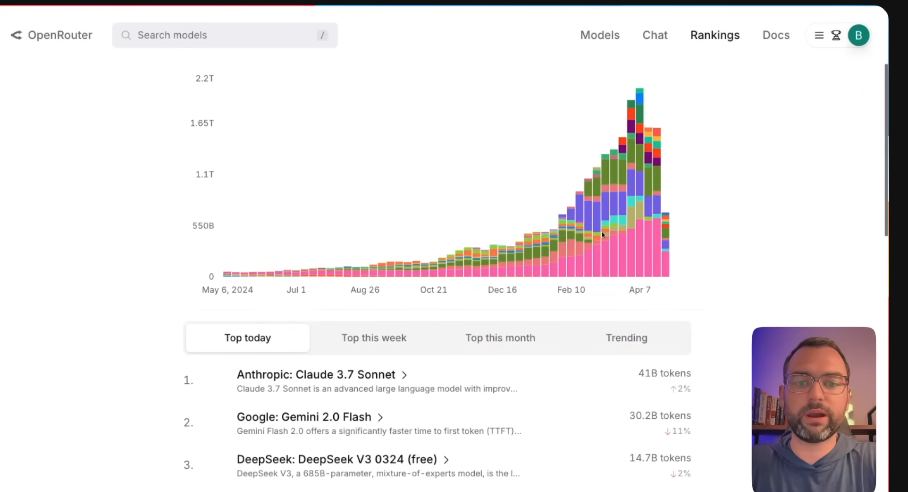 OpenRouter
Search models
/
Models
Chat
Rankings
Docs
B
2.2T
1.65T
1.1T
550B
0
May 6, 2024
Jul 1
Aug 26
Oct 21
Dec 16
Feb 10
Apr 7
Top today
Top this week
Top this month
Trending
1.
Anthropic: Claude 3.7 Sonnet
41B tokens
Claude 3.7 Sonnet is an advanced large language model with improv...
↑2%
2.
Google: Gemini 2.0 Flash
30.2B tokens
Gemini Flash 2.0 offers a significantly faster time to first token (TTFT)...
↓11%
3.
DeepSeek: DeepSeek V3 0324 (free)
14.7B tokens
DeepSeek V3, a 685B-parameter, mixture-of-experts model, is the l...
↓2%